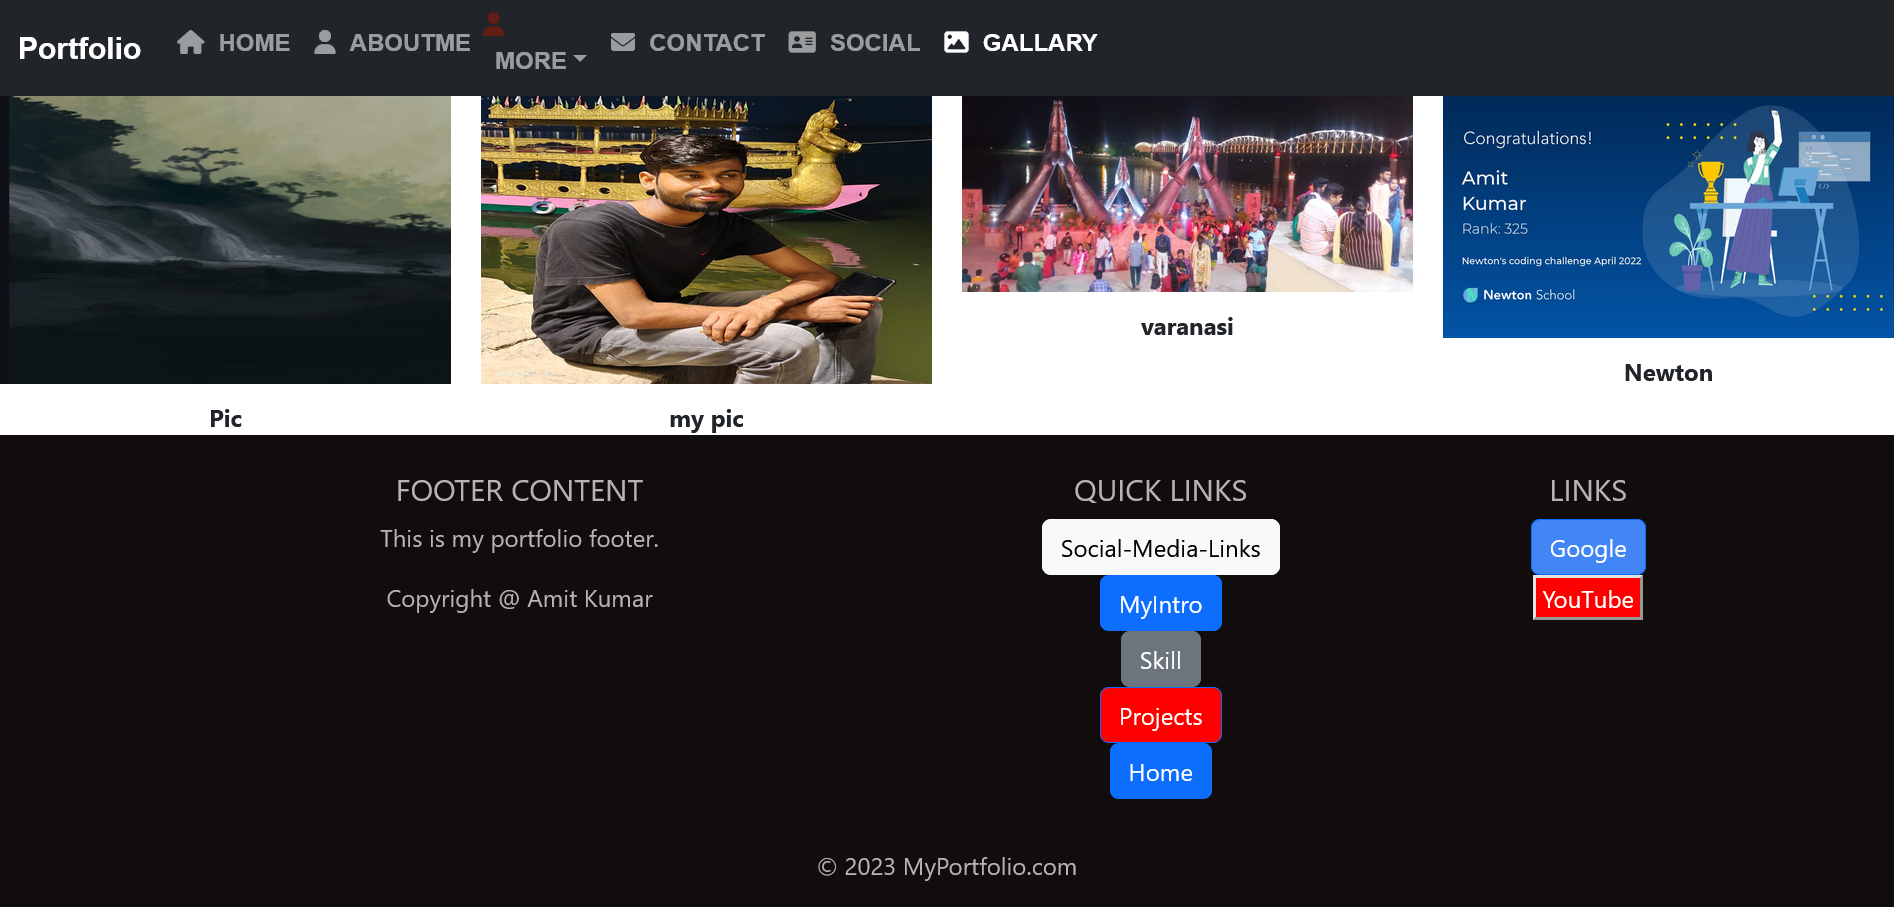 Portfolio
HOME
ABOUTME
MORE
CONTACT
SOCIAL
GALLARY
Congratulations!
Amit
Kumar
Rank: 325
Newton's coding challenge April 2022
Newton School
Pic
my pic
varanasi
Newton
FOOTER CONTENT
This is my portfolio footer.
Copyright @ Amit Kumar
QUICK LINKS
Social-Media-Links
MyIntro
Skill
Projects
Home
LINKS
Google
YouTube
© 2023 MyPortfolio.com